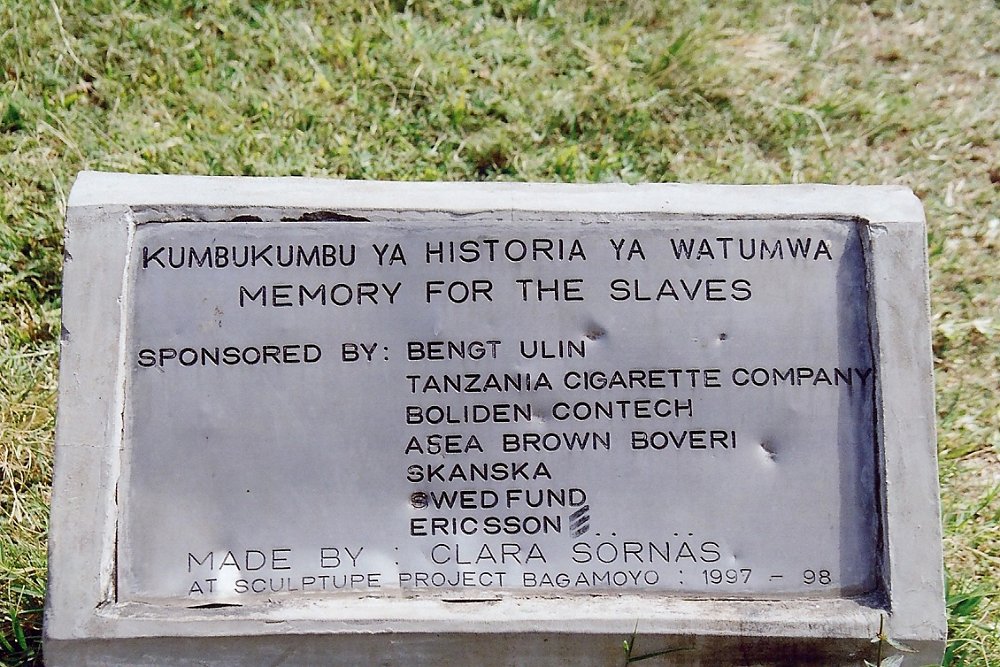 KUMBUKUMBU YA HISTORIA YA WATUMWA
MEMORY FOR THE SLAVES
SPONSORED BY: BENGT ULIN
TANZANIA CIGARETTE COMPANY
BOLIDEN CONTECH
ASEA BROWN BOVERI
SKANSKA
SWEDFUND
ERICSSON
MADE BY : CLARA SÖRNÄS
AT SCULPTUPE PROJECT BAGAMOYO : 1997 - 98